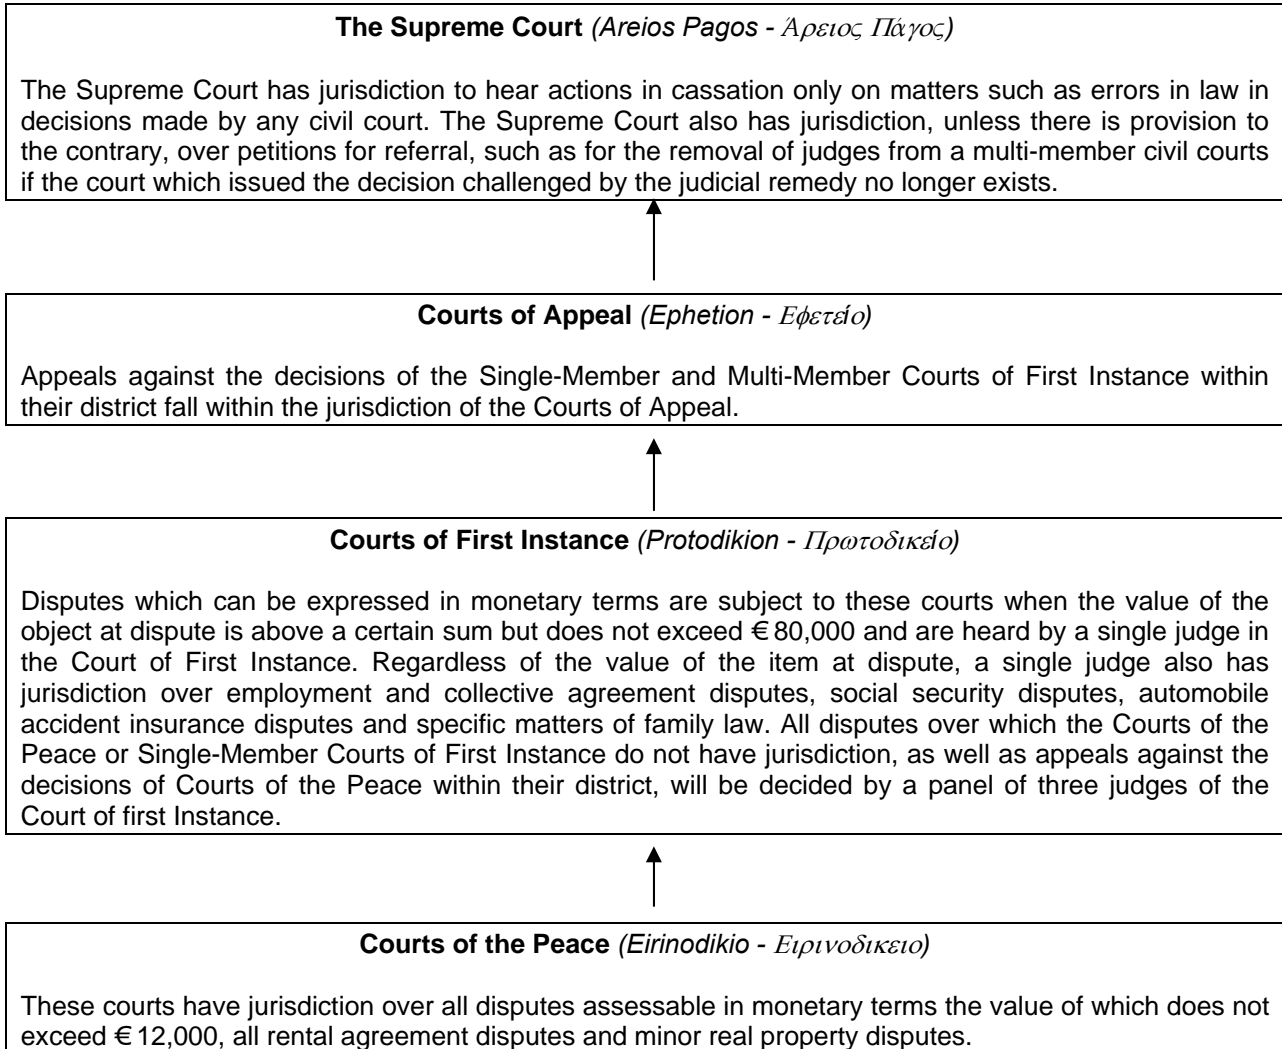 The Supreme Court (Areios Pagos - Άρειος Πάγος)
The Supreme Court has jurisdiction to hear actions in cassation only on matters such as errors in law in
decisions made by any civil court. The Supreme Court also has jurisdiction, unless there is provision to
the contrary, over petitions for referral, such as for the removal of judges from a multi-member civil courts
if the court which issued the decision challenged by the judicial remedy no longer exists.
Courts of Appeal (Ephetion - Εφετείο)
Appeals against the decisions of the Single-Member and Multi-Member Courts of First Instance within
their district fall within the jurisdiction of the Courts of Appeal.
Courts of First Instance (Protodikion - Πρωτοδικείο)
Disputes which can be expressed in monetary terms are subject to these courts when the value of the
object at dispute is above a certain sum but does not exceed € 80,000 and are heard by a single judge in
the Court of First Instance. Regardless of the value of the item at dispute, a single judge also has
jurisdiction over employment and collective agreement disputes, social security disputes, automobile
accident insurance disputes and specific matters of family law. All disputes over which the Courts of the
Peace or Single-Member Courts of First Instance do not have jurisdiction, as well as appeals against the
decisions of Courts of the Peace within their district, will be decided by a panel of three judges of the
Court of first Instance.
Courts of the Peace (Eirinodikio - Ειρινοδικειο)
These courts have jurisdiction over all disputes assessable in monetary terms the value of which does not
exceed € 12,000, all rental agreement disputes and minor real property disputes.